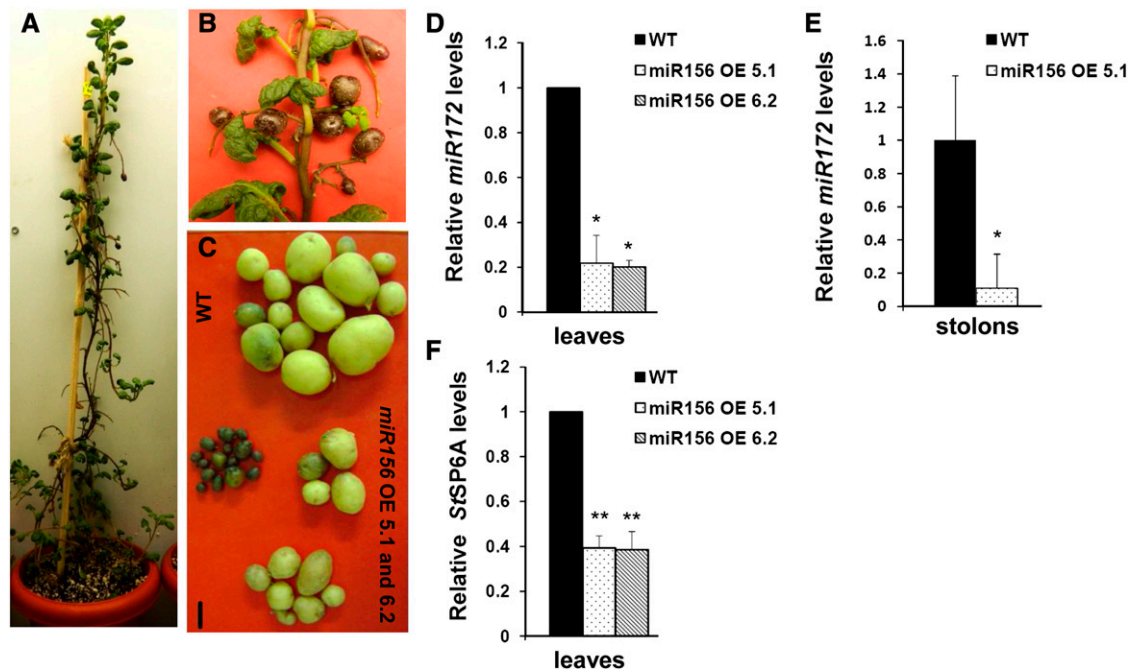 A
B
C
WT
miR156 OE 5.1 and 6.2
D
Relative miR172 levels
1.2
1
0.8
0.6
0.4
0.2
0
WT
miR156 OE 5.1
miR156 OE 6.2
*
*
leaves
E
Relative miR172 levels
1.6
1.4
1.2
1
0.8
0.6
0.4
0.2
0
WT
miR156 OE 5.1
*
stolons
F
Relative StSP6A levels
1.2
1
0.8
0.6
0.4
0.2
0
WT
miR156 OE 5.1
miR156 OE 6.2
**
**
leaves